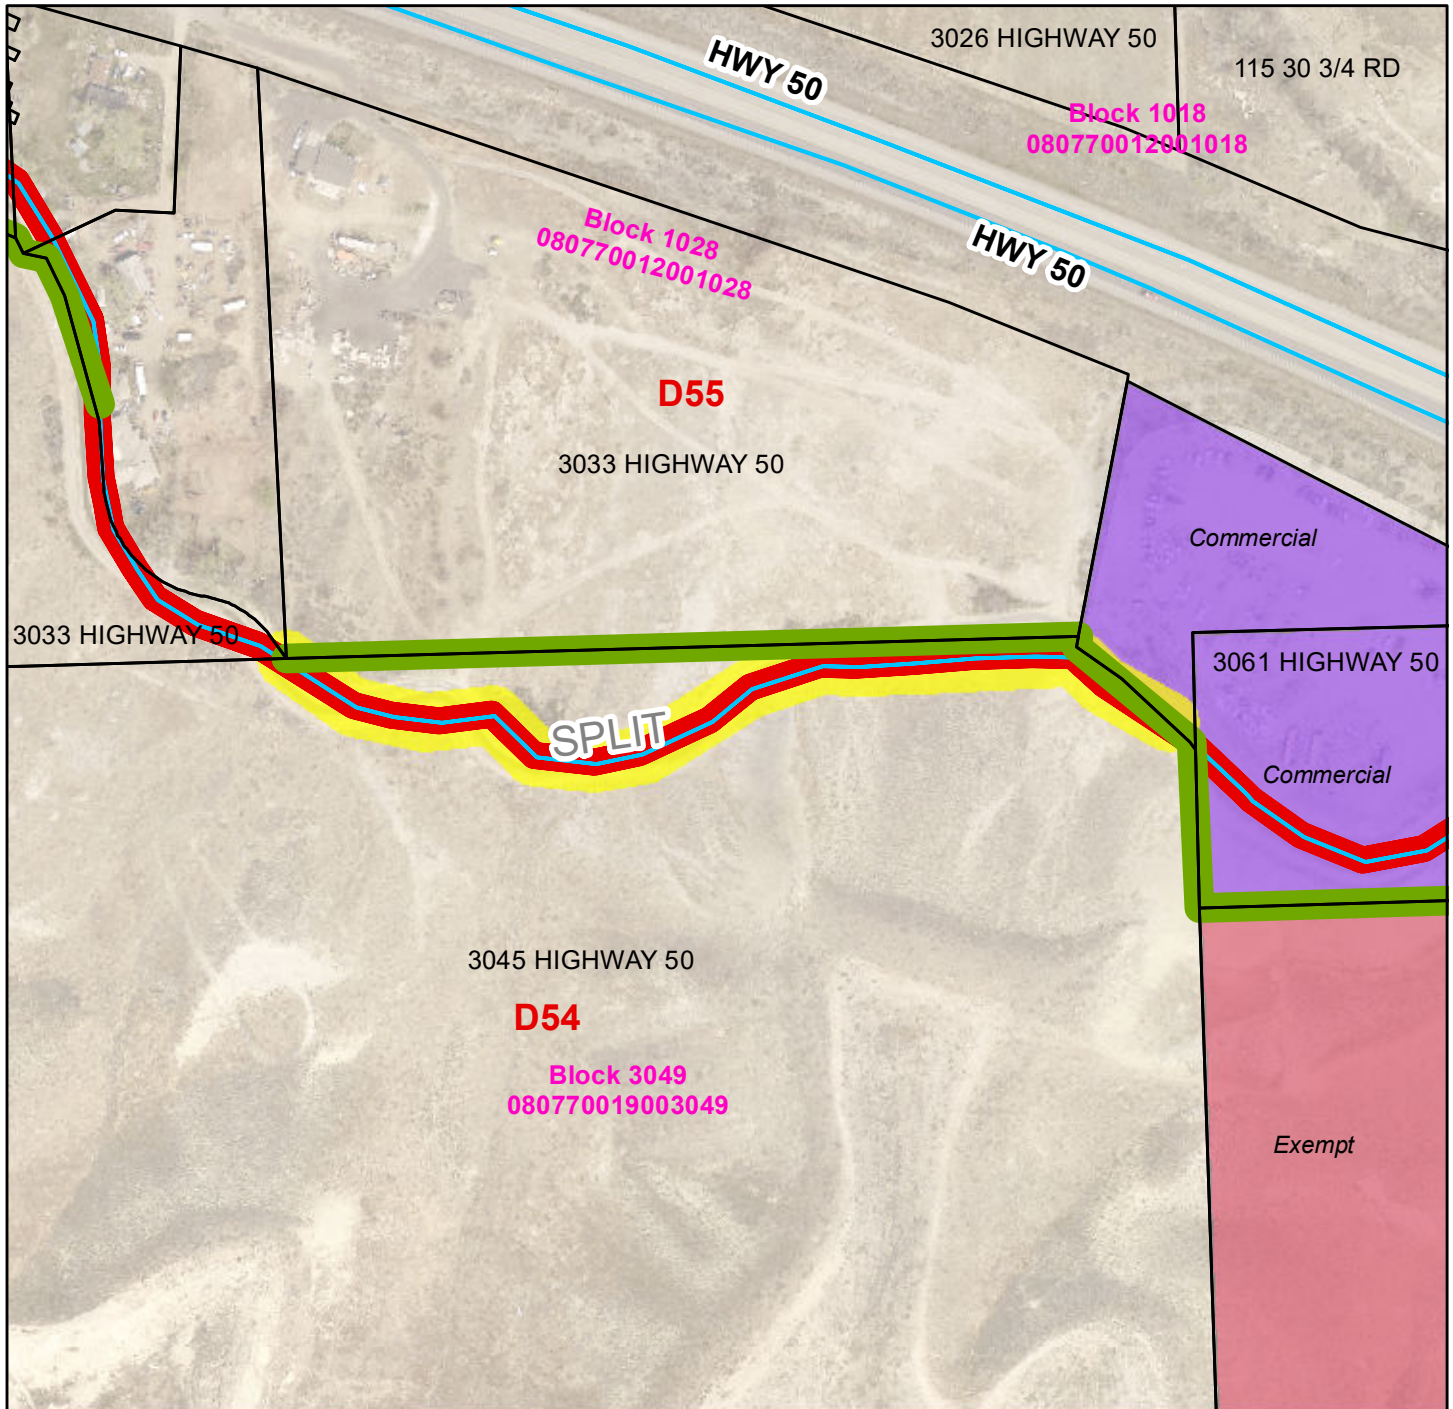 3026 HIGHWAY 50
HWY 50
115 30 3/4 RD
Block 1018
080770012001018
Block 1028
080770012001028
HWY 50
D55
3033 HIGHWAY 50
Commercial
3033 HIGHWAY 50
3061 HIGHWAY 50
SPLIT
Commercial
3045 HIGHWAY 50
D54
Block 3049
080770019003049
Exempt